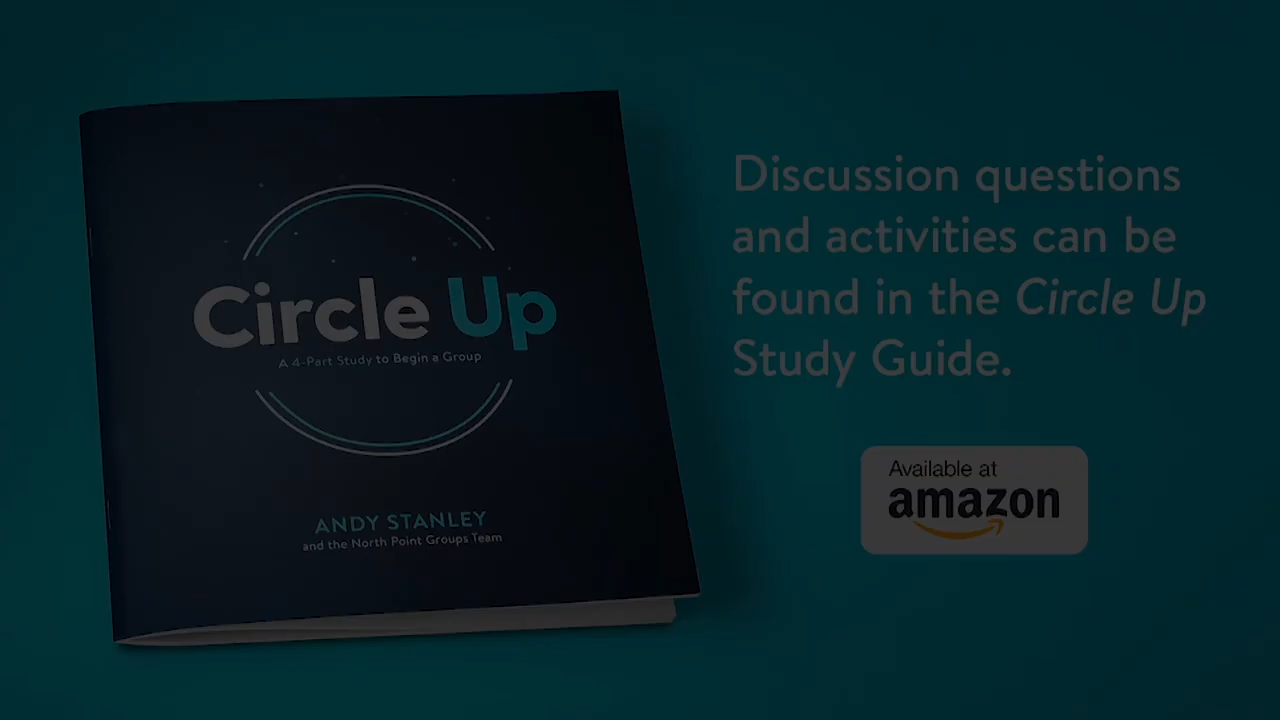 Circle Up
A 4-Part Study to Begin a Group
ANDY STANLEY
and the North Point Groups Team
Discussion questions
and activities can be
found in the Circle Up
Study Guide.
Available at
amazon